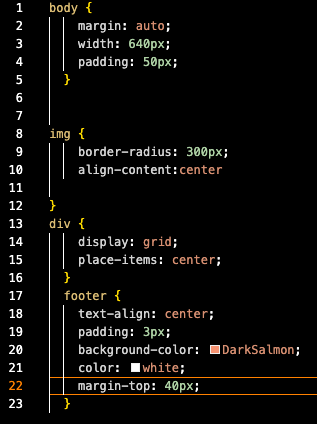 1 body {
2     margin: auto;
3     width: 640px;
4     padding: 50px;
5   }
6
7
8 img {
9     border-radius: 300px;
10     align-content:center
11
12 }
13 div {
14     display: grid;
15     place-items: center;
16   }
17   footer {
18     text-align: center;
19     padding: 3px;
20     background-color: DarkSalmon;
21     color: white;
22     margin-top: 40px;
23   }